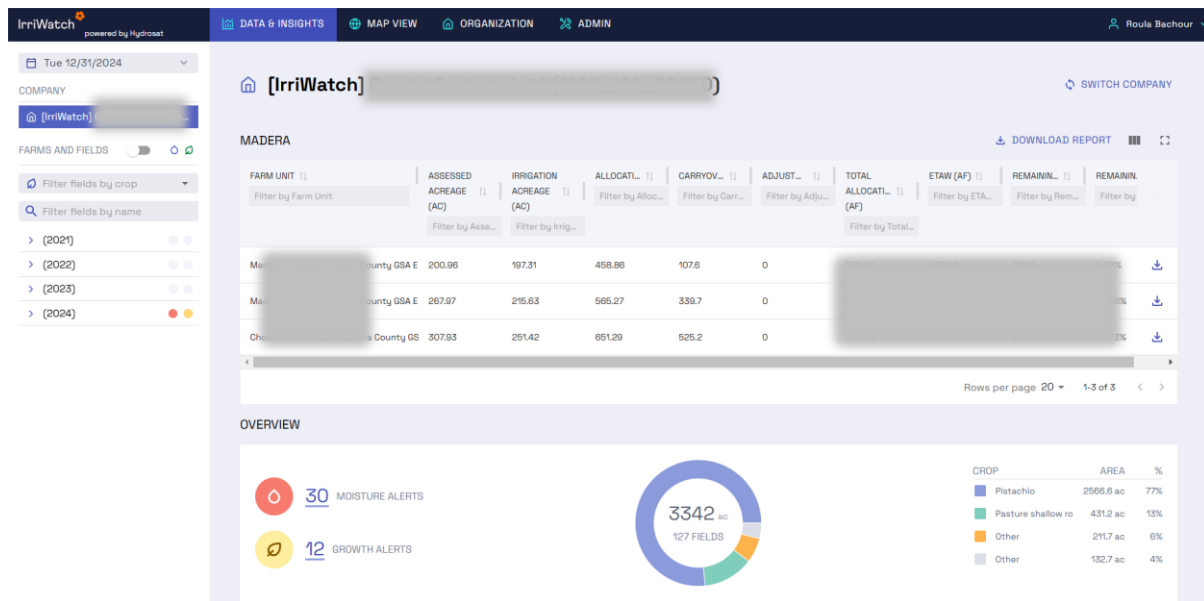 IrriWatch
powered by Hydrosat
DATA & INSIGHTS
MAP VIEW
ORGANIZATION
ADMIN
Roula Bachour
Tue 12/31/2024
COMPANY
[IrriWatch]
...
FARMS AND FIELDS
Filter fields by crop
Filter fields by name
(2021)
(2022)
(2023)
(2024)
[IrriWatch]
)
SWITCH COMPANY
MADERA
DOWNLOAD REPORT
FARM UNIT
ASSESSED ACREAGE (AC)
IRRIGATION ACREAGE (AC)
ALLOCATI...
CARRYOV...
ADJUST...
TOTAL ALLOCATI... (AF)
ETAW (AF)
REMAININ...
REMAININ.
Filter by Farm Unit
Filter by Asse...
Filter by Irrig...
Filter by Alloc...
Filter by Carr...
Filter by Adju...
Filter by Total...
Filter by ETA...
Filter by Rem...
Filter by
ounty GSA E 200.96 197.31 458.86 107.6 0 %
ounty GSA E 267.97 215.63 565.27 339.7 0 %
County GS 307.93 251.42 651.29 525.2 0 %
Rows per page 20 1-3 of 3
OVERVIEW
30 MOISTURE ALERTS
12 GROWTH ALERTS
3342 ac
127 FIELDS
CROP AREA %
Pistachio 2566.6 ac 77%
Pasture shallow ro 431.2 ac 13%
Other 211.7 ac 6%
Other 132.7 ac 4%